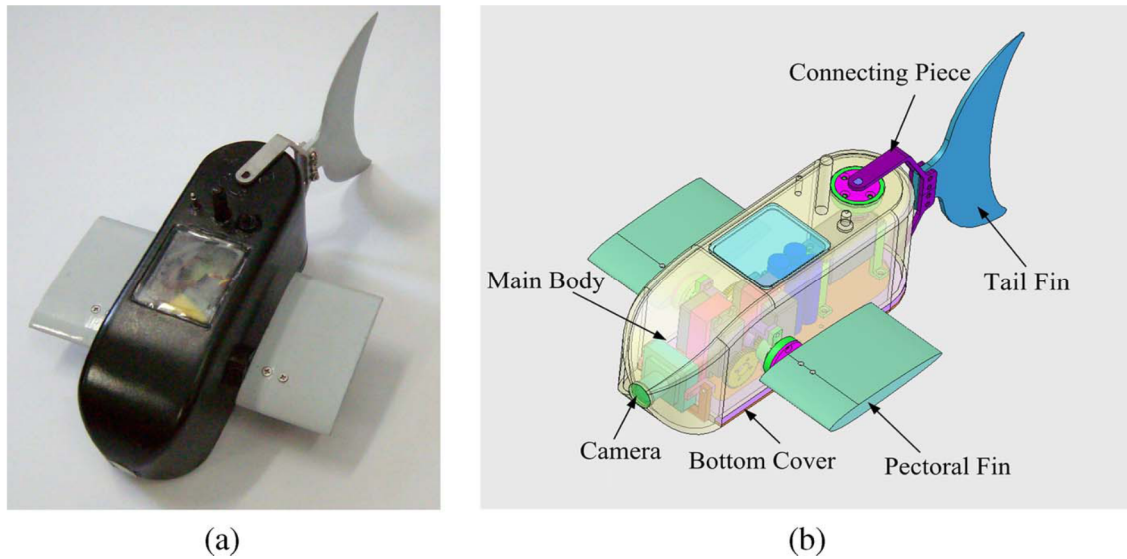 Connecting Piece
Main Body
Tail Fin
Camera
Bottom Cover
Pectoral Fin
(a)
(b)